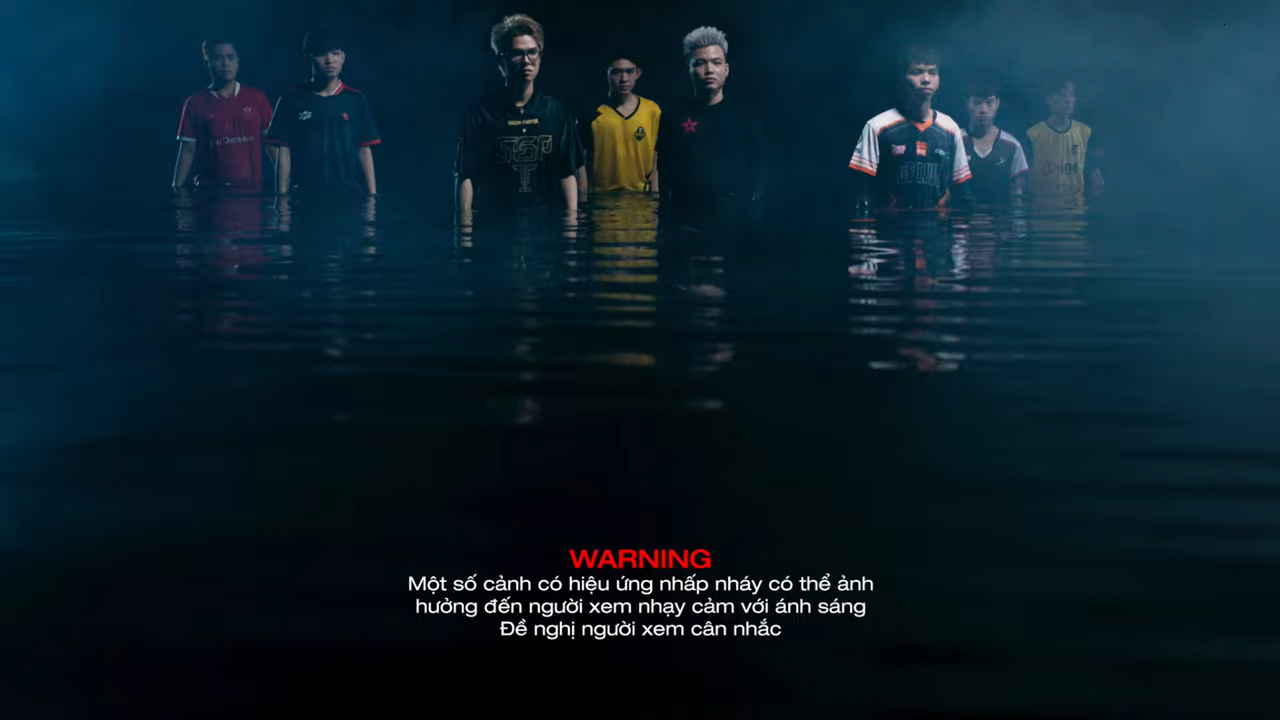 SSP
WARNING
Một số cảnh có hiệu ứng nhấp nháy có thể ảnh
hưởng đến người xem nhạy cảm với ánh sáng
Đề nghị người xem cân nhắc